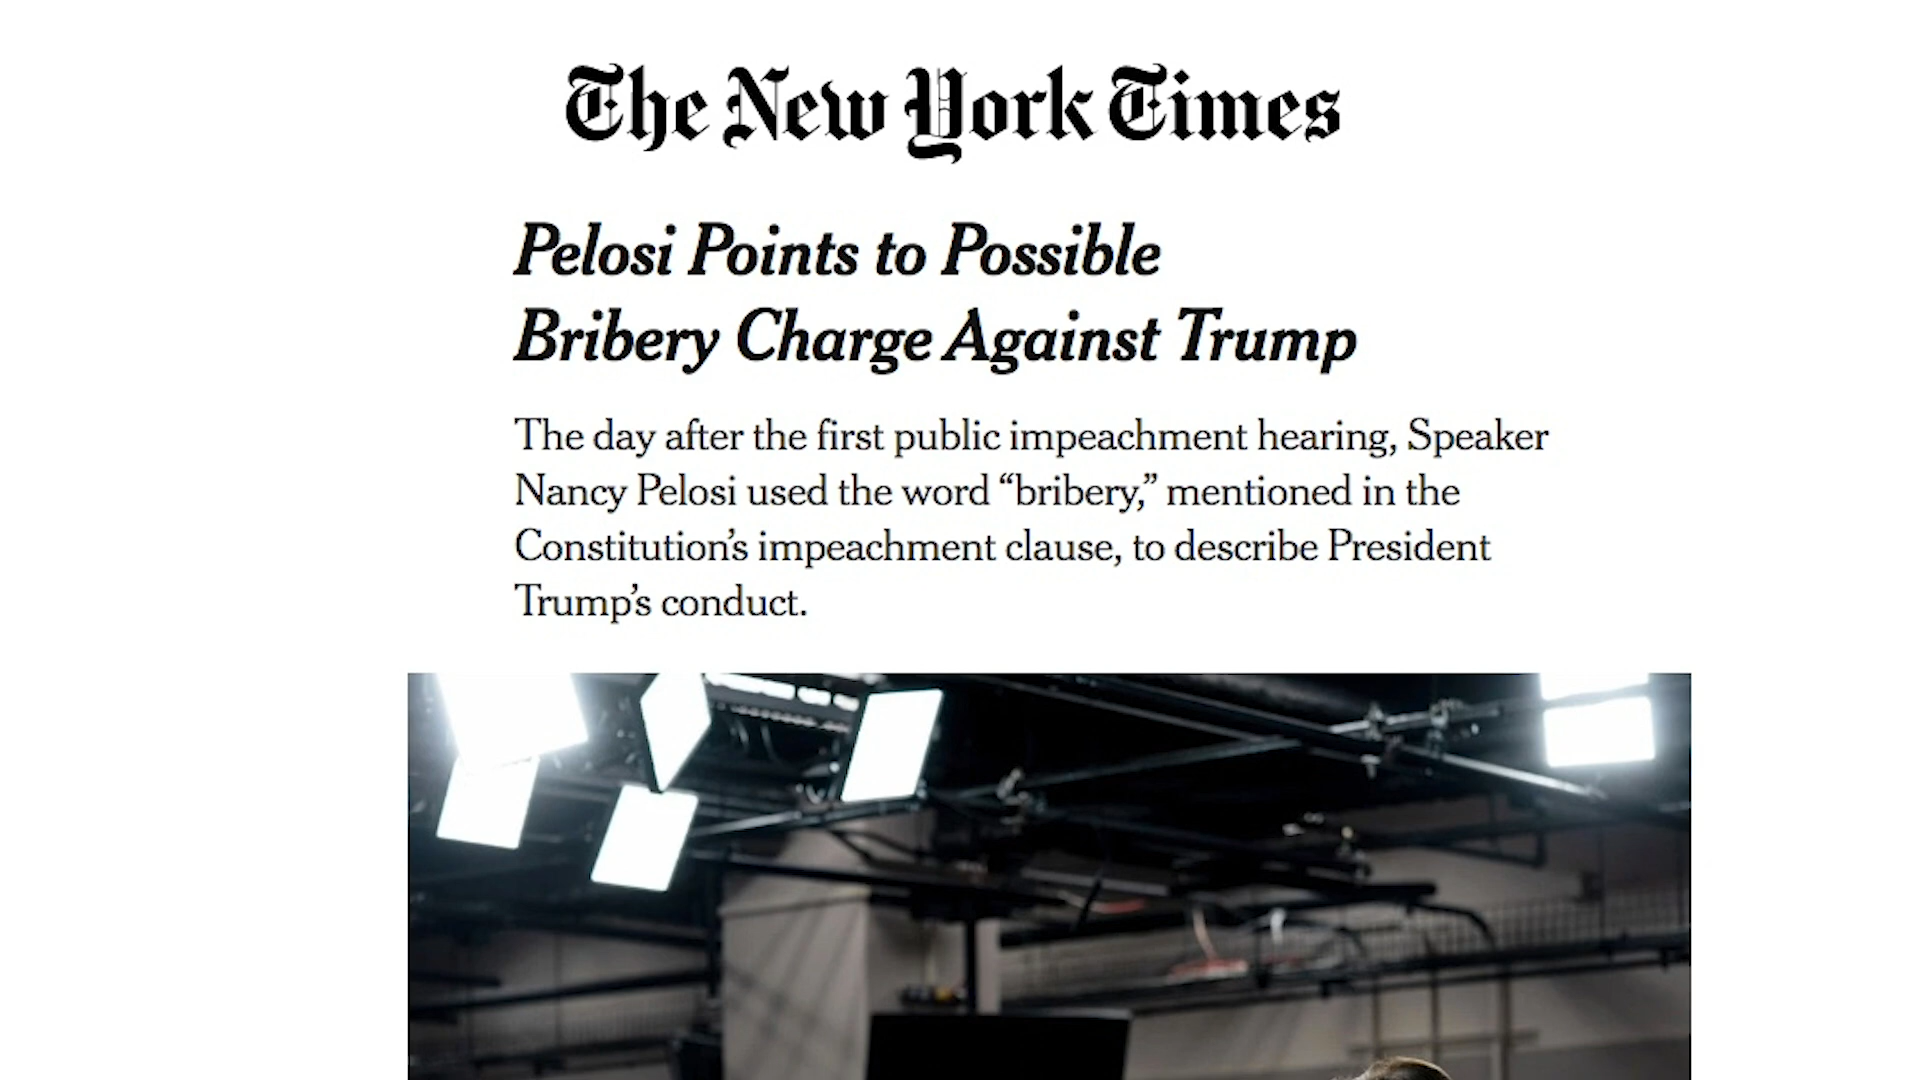 The New York Times
Pelosi Points to Possible
Bribery Charge Against Trump
The day after the first public impeachment hearing, Speaker
Nancy Pelosi used the word “bribery,” mentioned in the
Constitution’s impeachment clause, to describe President
Trump’s conduct.